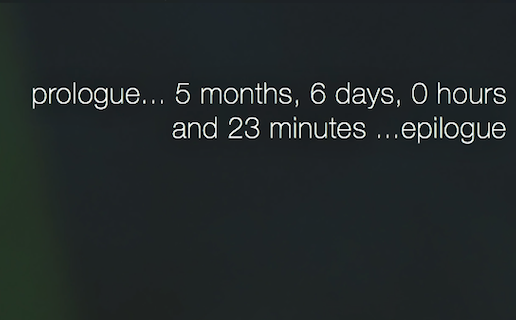 prologue... 5 months, 6 days, 0 hours
and 23 minutes ...epilogue